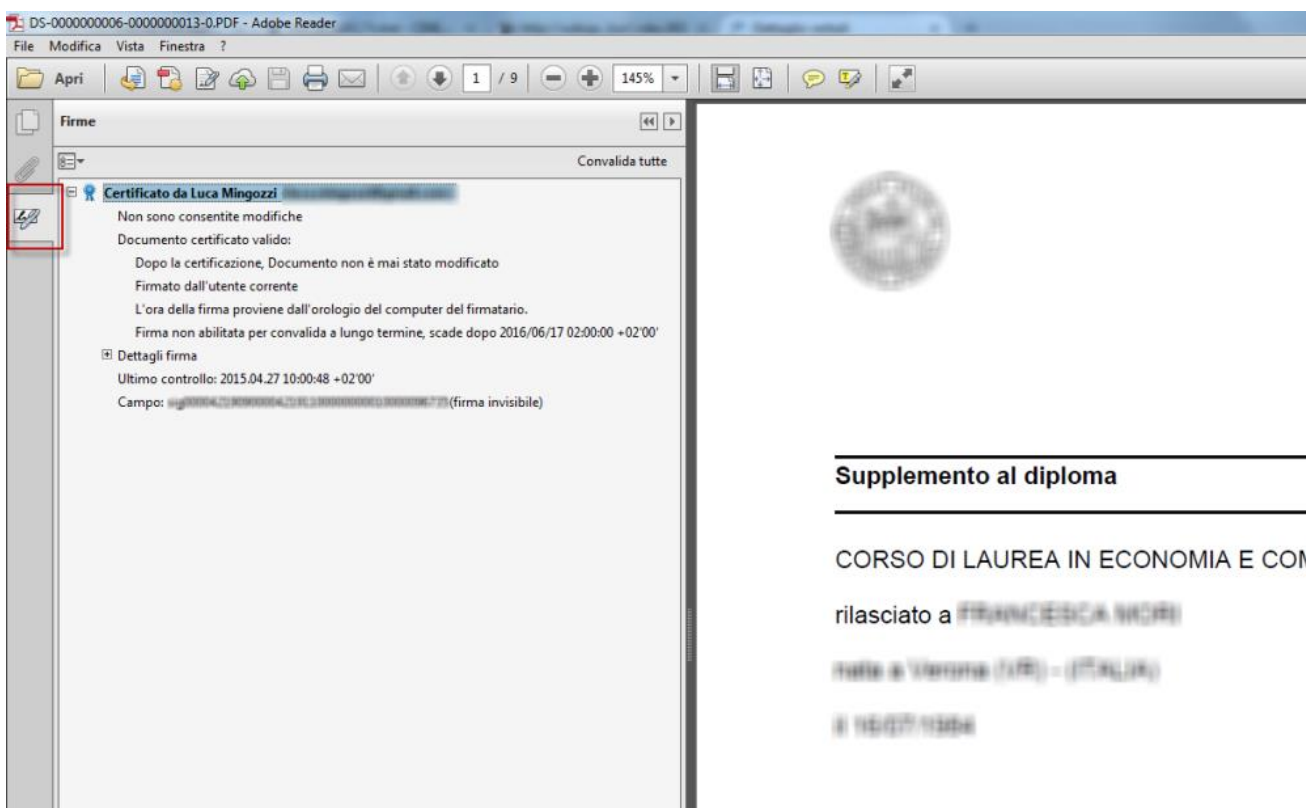 DS-0000000006-0000000013-0.PDF - Adobe Reader
File Modifica Vista Finestra ?
Apri 1 / 9 145%
Firme
Convalida tutte
Certificato da Luca Mingozzi
Non sono consentite modifiche
Documento certificato valido:
Dopo la certificazione, Documento non è mai stato modificato
Firmato dall'utente corrente
L'ora della firma proviene dall'orologio del computer del firmatario.
Firma non abilitata per convalida a lungo termine, scade dopo 2016/06/17 02:00:00 +02'00'
Dettagli firma
Ultimo controllo: 2015.04.27 10:00:48 +02'00'
Campo: (firma invisibile)
Supplemento al diploma
CORSO DI LAUREA IN ECONOMIA E COM
rilasciato a